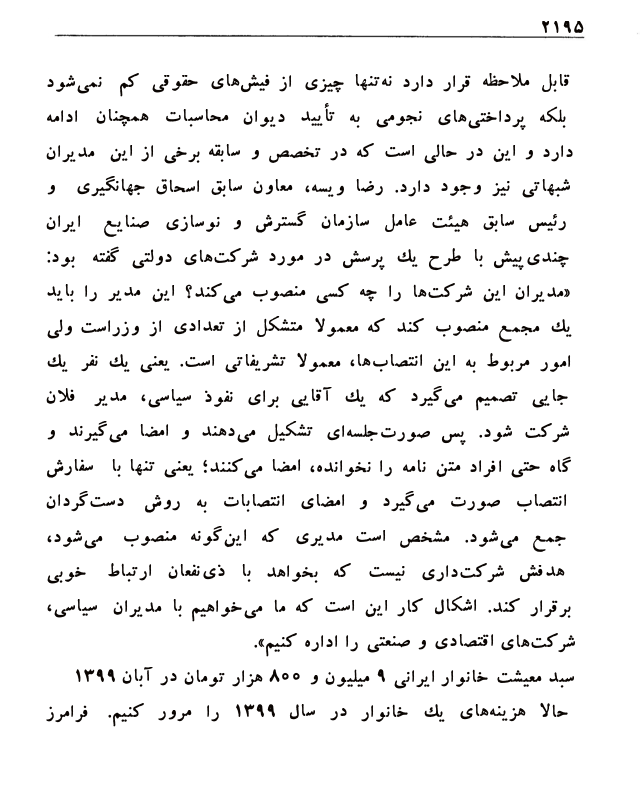 ۲۱۹۵
قابل ملاحظه قرار دارد نه‌تنها چیزی از فیش‌های حقوقی کم نمی‌شود
بلکه پرداختی‌های نجومی به تأیید دیوان محاسبات همچنان ادامه
دارد و این در حالی است که در تخصص و سابقه برخی از این مدیران
شبهاتی نیز وجود دارد. رضا ویسه، معاون سابق اسحاق جهانگیری و
رئیس سابق هیئت عامل سازمان گسترش و نوسازی صنایع ایران
چندی‌پیش با طرح یك پرسش در مورد شرکت‌های دولتی گفته بود:
«مدیران این شرکت‌ها را چه کسی منصوب می‌کند؟ این مدیر را باید
یك مجمع منصوب کند که معمولا متشکل از تعدادی از وزراست ولی
امور مربوط به این انتصاب‌ها، معمولا تشریفاتی است. یعنی یك نفر یك
جایی تصمیم می‌گیرد که یك آقایی برای نفوذ سیاسی، مدیر فلان
شرکت شود. پس صورت‌جلسه‌ای تشکیل می‌دهند و امضا می‌گیرند و
گاه حتی افراد متن نامه را نخوانده، امضا می‌کنند؛ یعنی تنها با سفارش
انتصاب صورت می‌گیرد و امضای انتصابات به روش دست‌گردان
جمع می‌شود. مشخص است مدیری که این‌گونه منصوب می‌شود،
هدفش شرکت‌داری نیست که بخواهد با ذی‌نفعان ارتباط خوبی
برقرار کند. اشکال کار این است که ما می‌خواهیم با مدیران سیاسی،
شرکت‌های اقتصادی و صنعتی را اداره کنیم».
سبد معیشت خانوار ایرانی ۹ میلیون و ۸۰۰ هزار تومان در آبان ۱۳۹۹
حالا هزینه‌های یك خانوار در سال ۱۳۹۹ را مرور کنیم. فرامرز